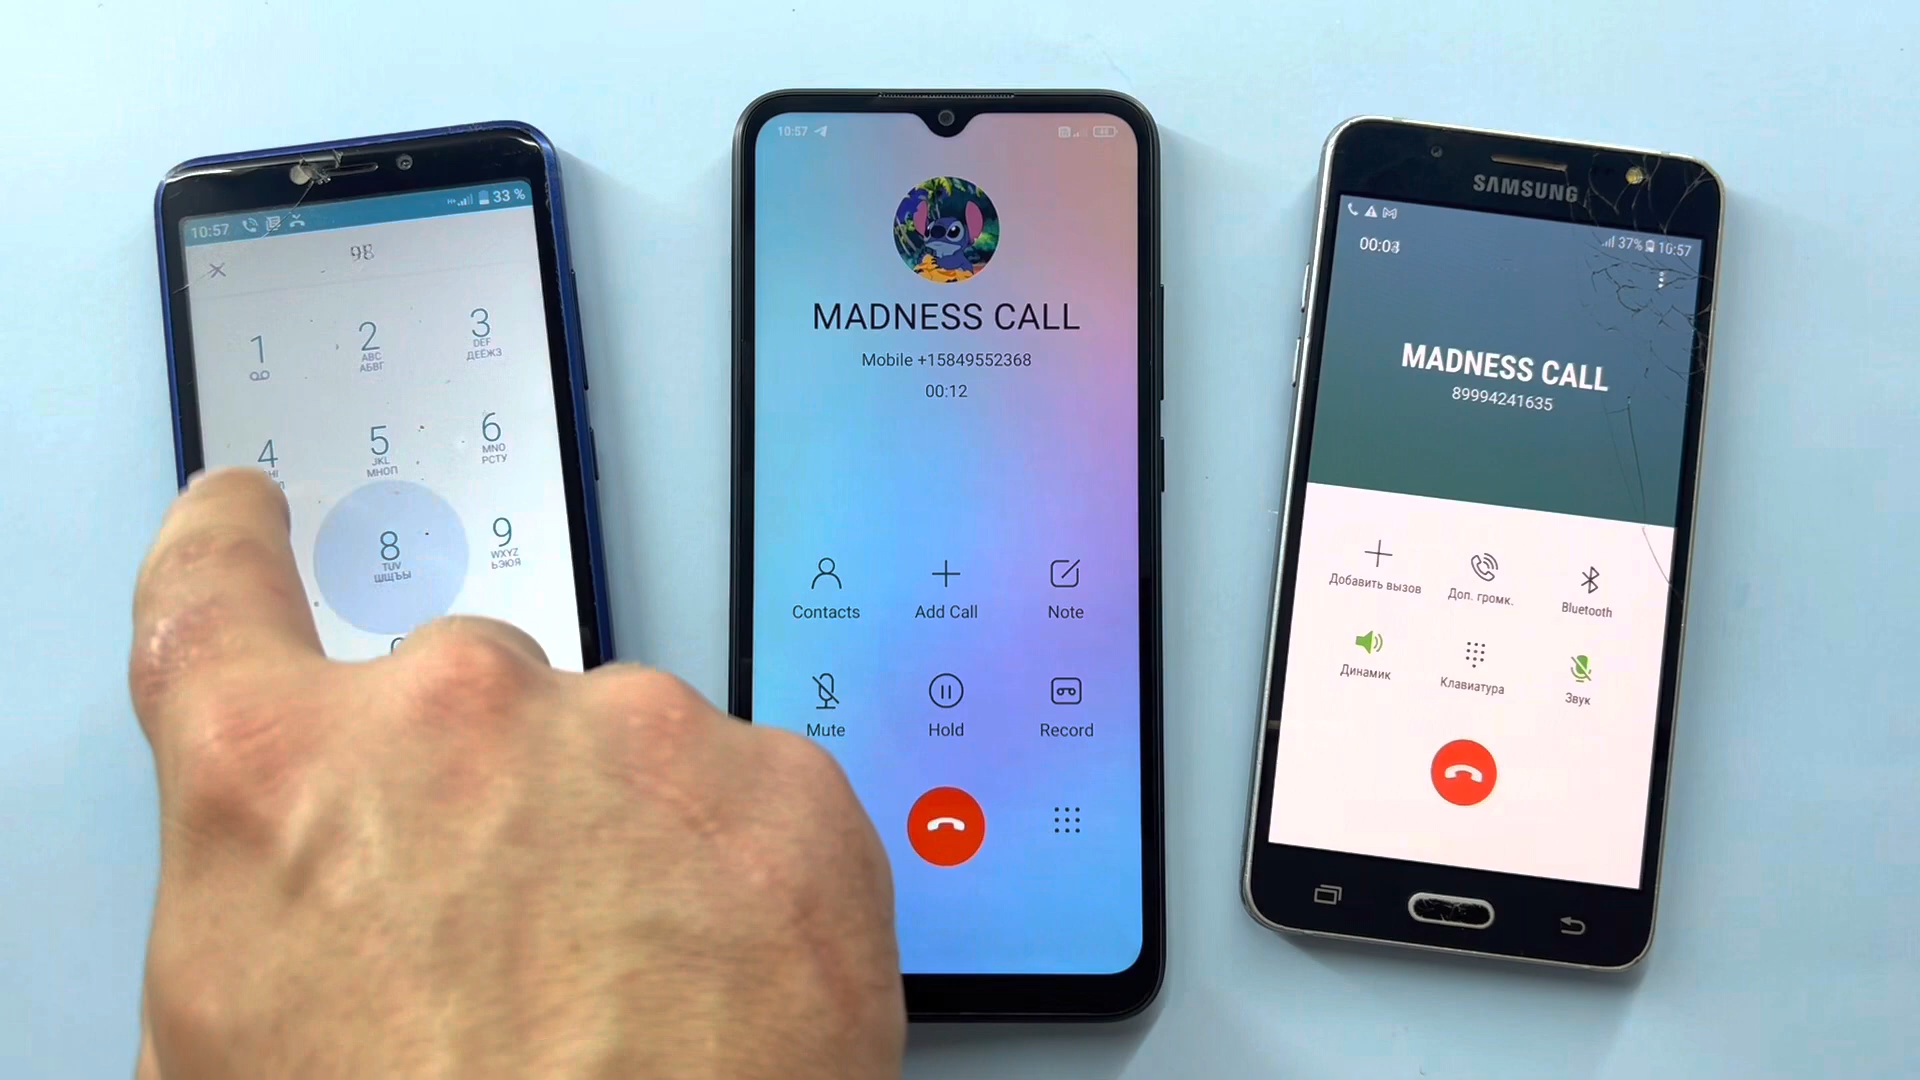 10:57
33 %
98
1
2
ABC
АБВГ
3
DEF
ДЕЁЖЗ
4
5
JKL
МНОП
6
MNO
РСТУ
8
TUV
ШЩЪЫ
9
WXYZ
ЬЭЮЯ
10:57
MADNESS CALL
Mobile +15849552368
00:12
Contacts
Add Call
Note
Mute
Hold
Record
SAMSUNG
37% 10:57
MADNESS CALL
89994241635
Добавить вызов
Доп. громк.
Bluetooth
Динамик
Клавиатура
Звук